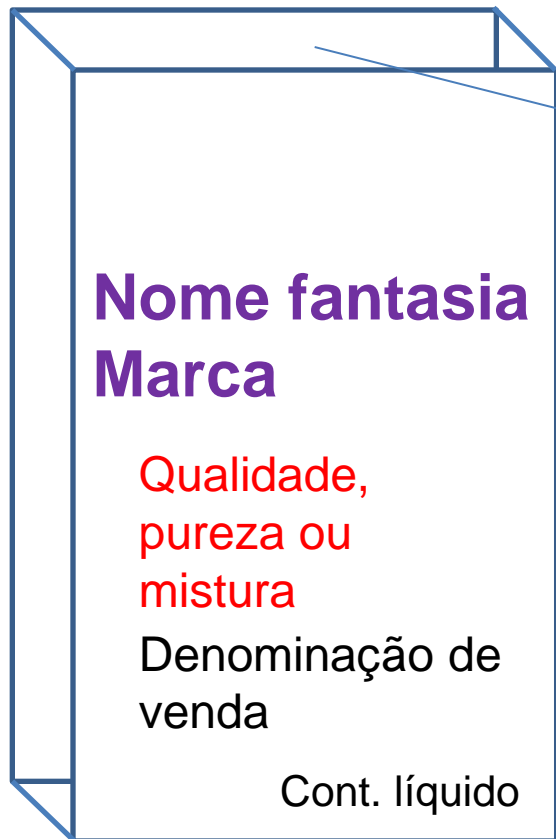 Nome fantasia
Marca
Qualidade,
pureza ou
mistura
Denominação de
venda
Cont. líquido